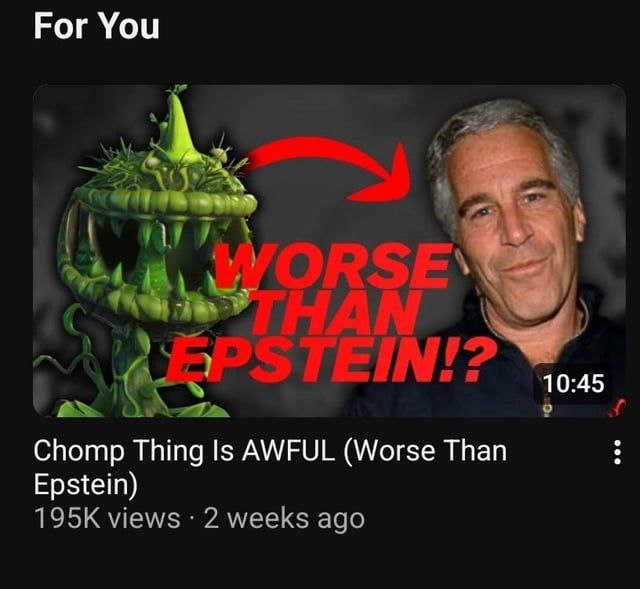 For You
WORSE
THAN
EPSTEIN!?
10:45
Chomp Thing Is AWFUL (Worse Than
Epstein)
195K views · 2 weeks ago